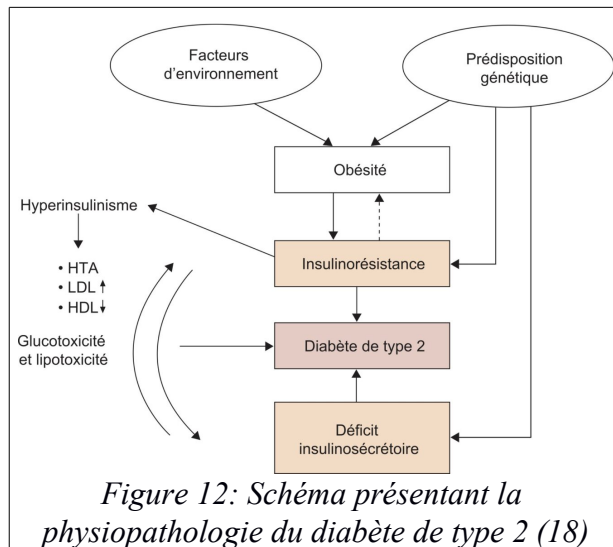 Facteurs
d'environnement
Prédisposition
génétique
Obésité
Hyperinsulinisme
• HTA
• LDL ↑
• HDL ↓
Insulinorésistance
Glucotoxicité
et lipotoxicité
Diabète de type 2
Déficit
insulinosécrétoire
Figure 12: Schéma présentant la
physiopathologie du diabète de type 2 (18)